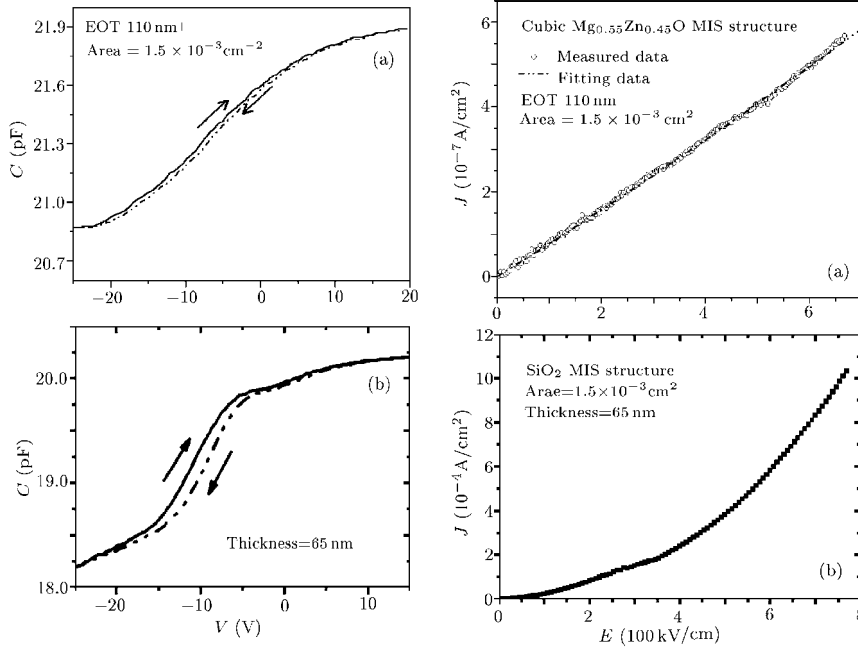 EOT 110 nm
Area = 1.5 × 10⁻³cm⁻²
(a)
C (pF)
21.9
21.6
21.3
21.0
20.7
−20
−10
0
10
20
(b)
Thickness=65 nm
C (pF)
20.0
19.0
18.0
−20
−10
0
10
V (V)
Cubic Mg₀.₅₅Zn₀.₄₅O MIS structure
Measured data
Fitting data
EOT 110 nm
Area = 1.5 × 10⁻³ cm²
(a)
J (10⁻⁷A/cm²)
6
4
2
0
0
2
4
6
SiO₂ MIS structure
Arae=1.5×10⁻³cm²
Thickness=65 nm
(b)
J (10⁻⁴A/cm²)
12
10
8
6
4
2
0
0
2
4
6
8
E (100 kV/cm)